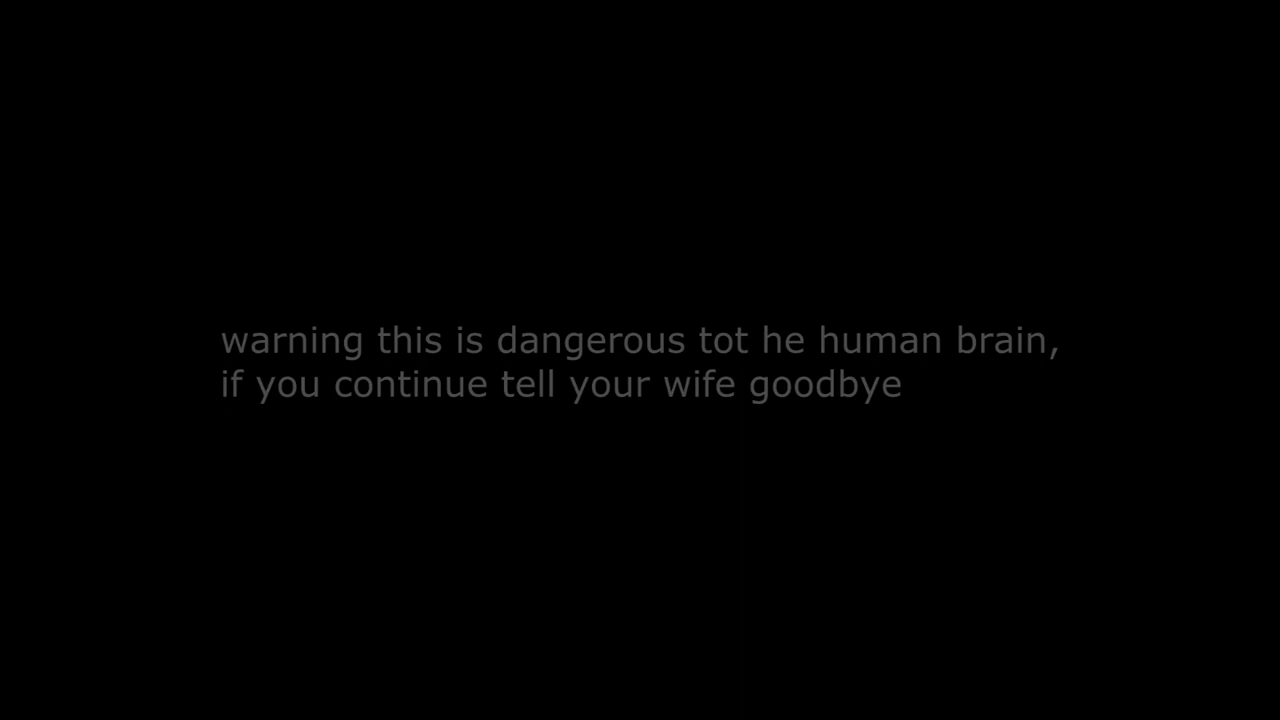 warning this is dangerous tot he human brain,
if you continue tell your wife goodbye